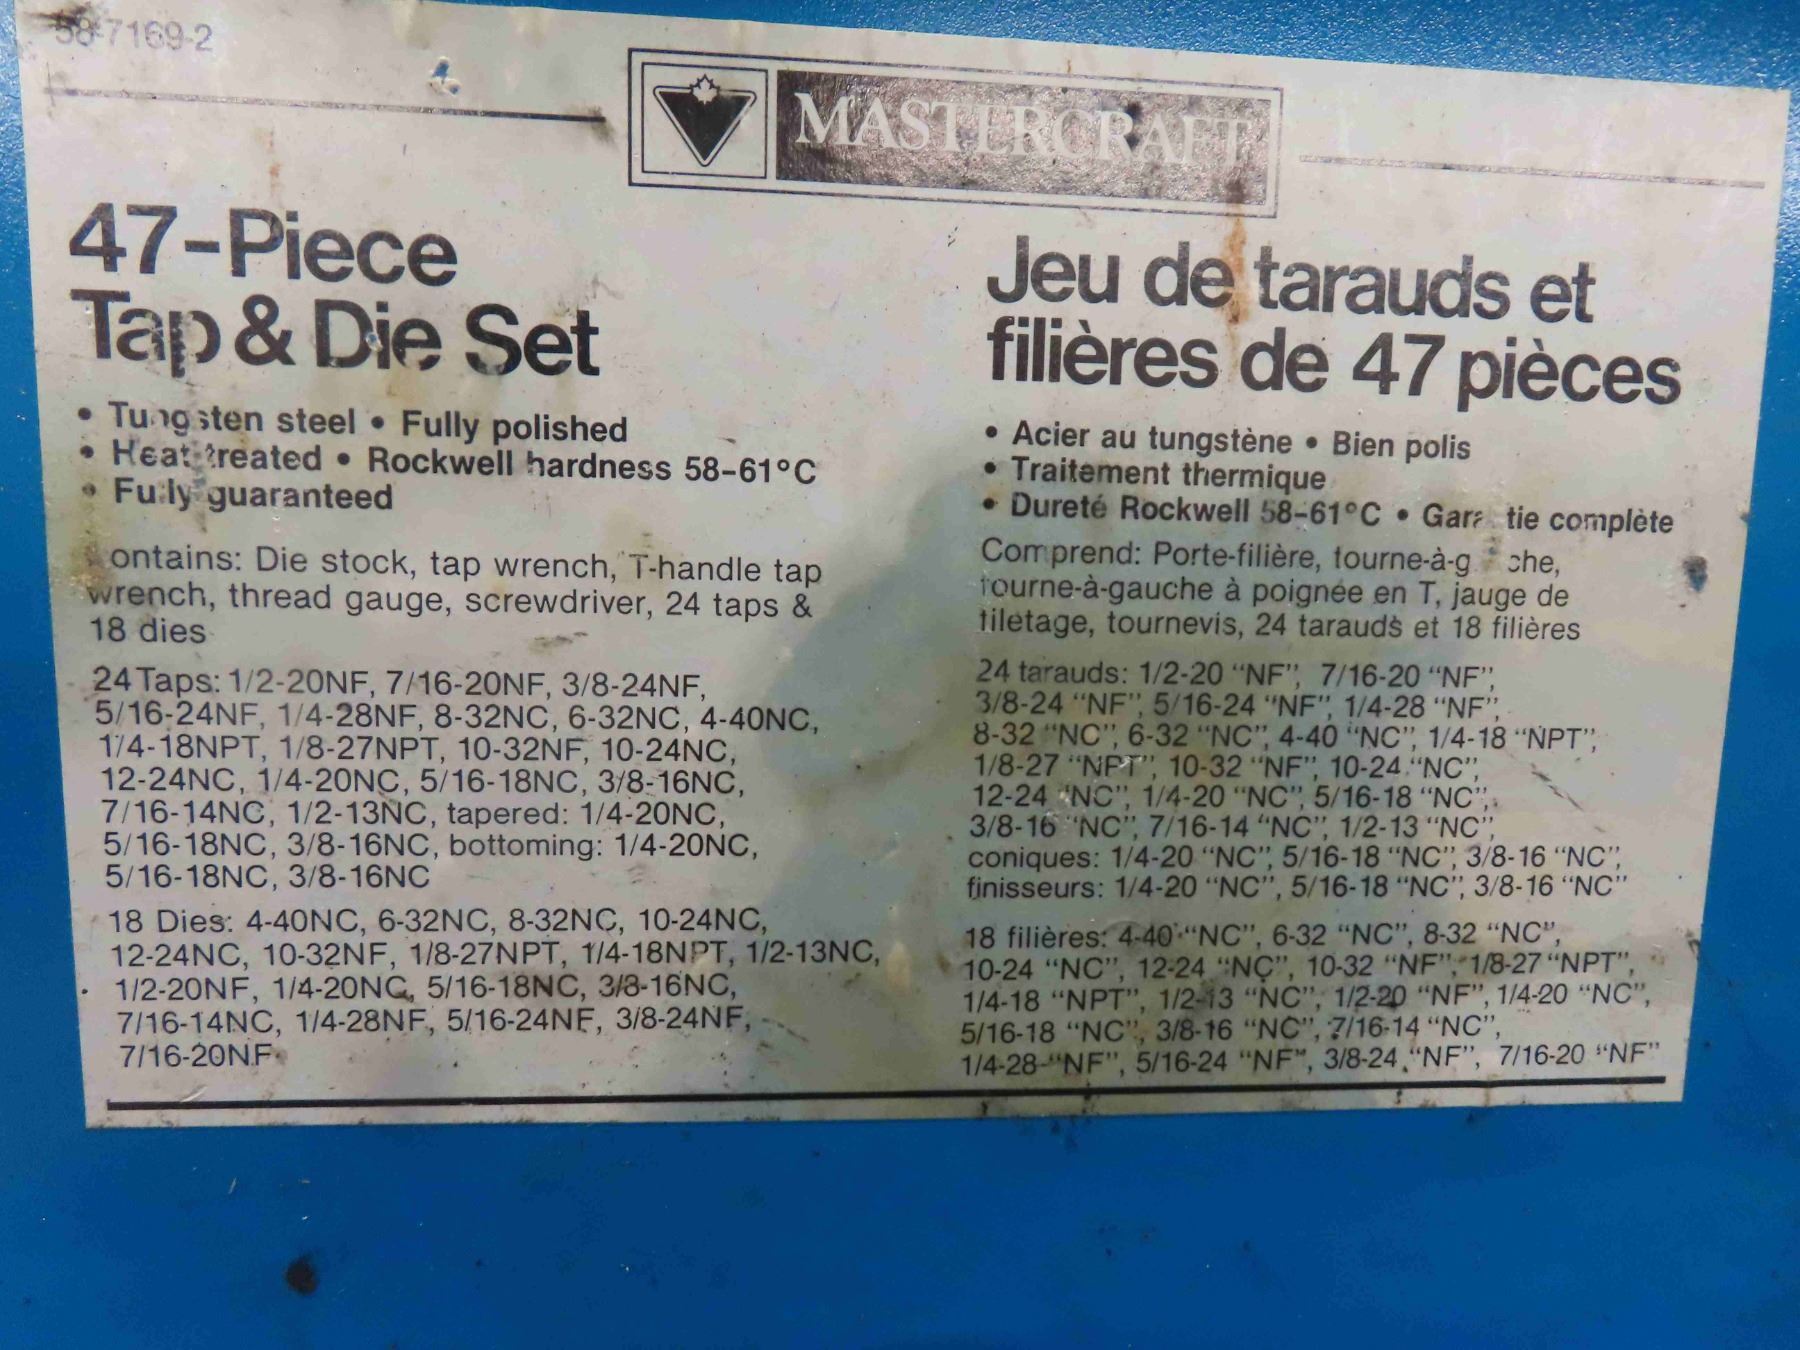 58-7169-2
MASTERCRAFT
47-Piece
Tap & Die Set
• Tungsten steel • Fully polished
• Heat treated • Rockwell hardness 58-61°C
• Fully guaranteed
Contains: Die stock, tap wrench, T-handle tap
wrench, thread gauge, screwdriver, 24 taps &
18 dies
24 Taps: 1/2-20NF, 7/16-20NF, 3/8-24NF,
5/16-24NF, 1/4-28NF, 8-32NC, 6-32NC, 4-40NC,
1/4-18NPT, 1/8-27NPT, 10-32NF, 10-24NC,
12-24NC, 1/4-20NC, 5/16-18NC, 3/8-16NC,
7/16-14NC, 1/2-13NC, tapered: 1/4-20NC,
5/16-18NC, 3/8-16NC, bottoming: 1/4-20NC,
5/16-18NC, 3/8-16NC
18 Dies: 4-40NC, 6-32NC, 8-32NC, 10-24NC,
12-24NC, 10-32NF, 1/8-27NPT, 1/4-18NPT, 1/2-13NC,
1/2-20NF, 1/4-20NC, 5/16-18NC, 3/8-16NC,
7/16-14NC, 1/4-28NF, 5/16-24NF, 3/8-24NF,
7/16-20NF
Jeu de tarauds et
filières de 47 pièces
• Acier au tungstène • Bien polis
• Traitement thermique
• Dureté Rockwell 58-61°C • Garantie complète
Comprend: Porte-filière, tourne-à-gauche,
tourne-à-gauche à poignée en T, jauge de
filetage, tournevis, 24 tarauds et 18 filières
24 tarauds: 1/2-20 “NF”, 7/16-20 “NF”,
3/8-24 “NF”, 5/16-24 “NF”, 1/4-28 “NF”,
8-32 “NC”, 6-32 “NC”, 4-40 “NC”, 1/4-18 “NPT”,
1/8-27 “NPT”, 10-32 “NF”, 10-24 “NC”,
12-24 “NC”, 1/4-20 “NC”, 5/16-18 “NC”,
3/8-16 “NC”, 7/16-14 “NC”, 1/2-13 “NC”,
coniques: 1/4-20 “NC”, 5/16-18 “NC”, 3/8-16 “NC”,
finisseurs: 1/4-20 “NC”, 5/16-18 “NC”, 3/8-16 “NC”
18 filières: 4-40 “NC”, 6-32 “NC”, 8-32 “NC”,
10-24 “NC”, 12-24 “NC”, 10-32 “NF”, 1/8-27 “NPT”,
1/4-18 “NPT”, 1/2-13 “NC”, 1/2-20 “NF”, 1/4-20 “NC”,
5/16-18 “NC”, 3/8-16 “NC”, 7/16-14 “NC”,
1/4-28 “NF”, 5/16-24 “NF”, 3/8-24 “NF”, 7/16-20 “NF”